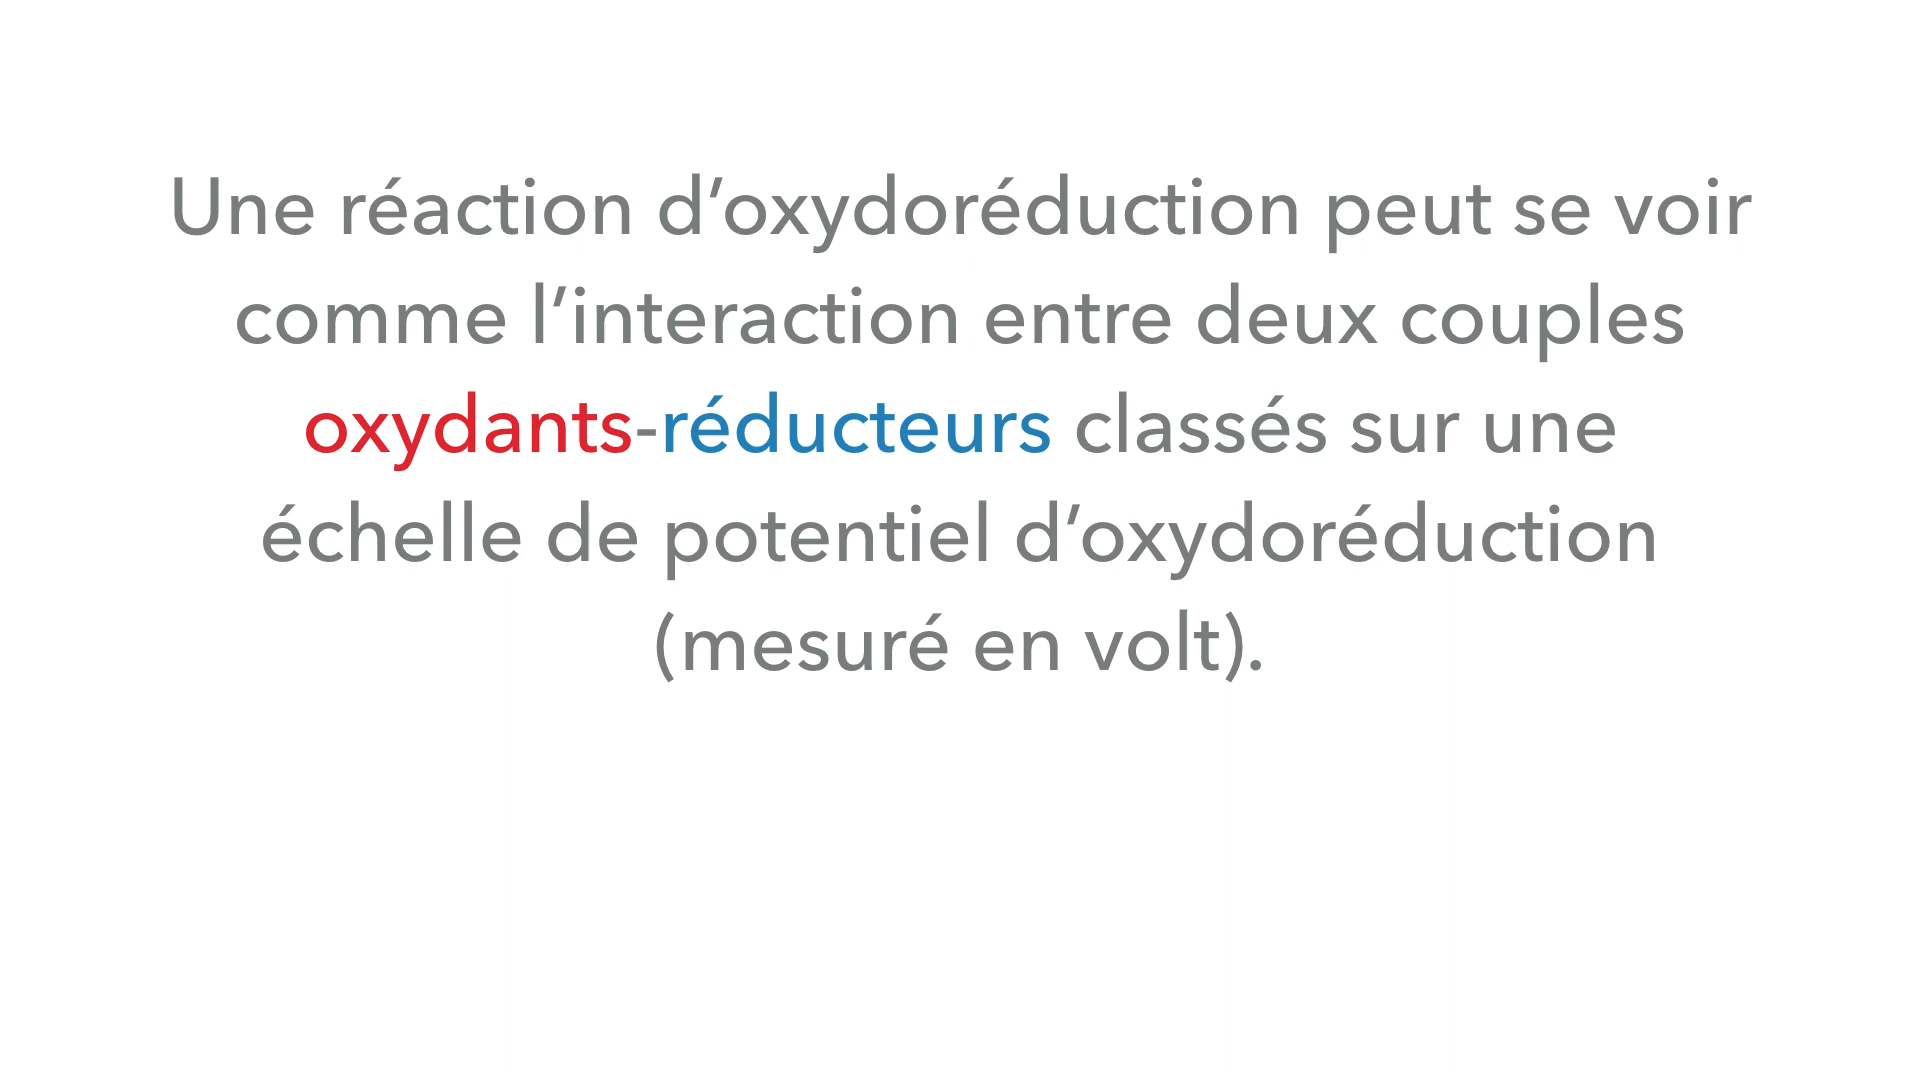 Une réaction d’oxydoréduction peut se voir
comme l’interaction entre deux couples
oxydants-réducteurs classés sur une
échelle de potentiel d’oxydoréduction
(mesuré en volt).